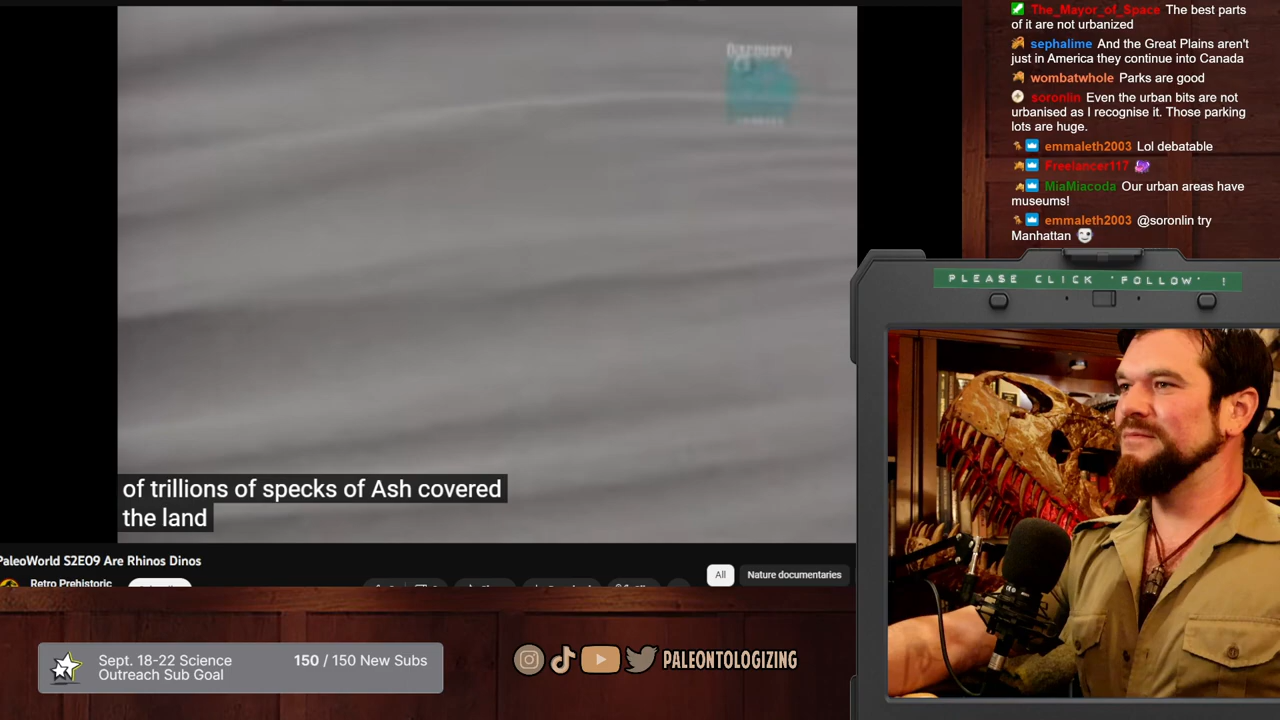 The_Mayor_of_Space The best parts
of it are not urbanized
sephalime And the Great Plains aren't
just in America they continue into Canada
wombatwhole Parks are good
soronlin Even the urban bits are not
urbanised as I recognise it. Those parking
lots are huge.
emmaleth2003 Lol debatable
Freelancer117
MiaMiacoda Our urban areas have
museums!
emmaleth2003 @soronlin try
Manhattan
Discovery
PLEASE CLICK 'FOLLOW' !
of trillions of specks of Ash covered
the land
PaleoWorld S2E09 Are Rhinos Dinos
Retro Prehistoric
All
Nature documentaries
Sept. 18-22 Science
Outreach Sub Goal
150 / 150 New Subs
PALEONTOLOGIZING